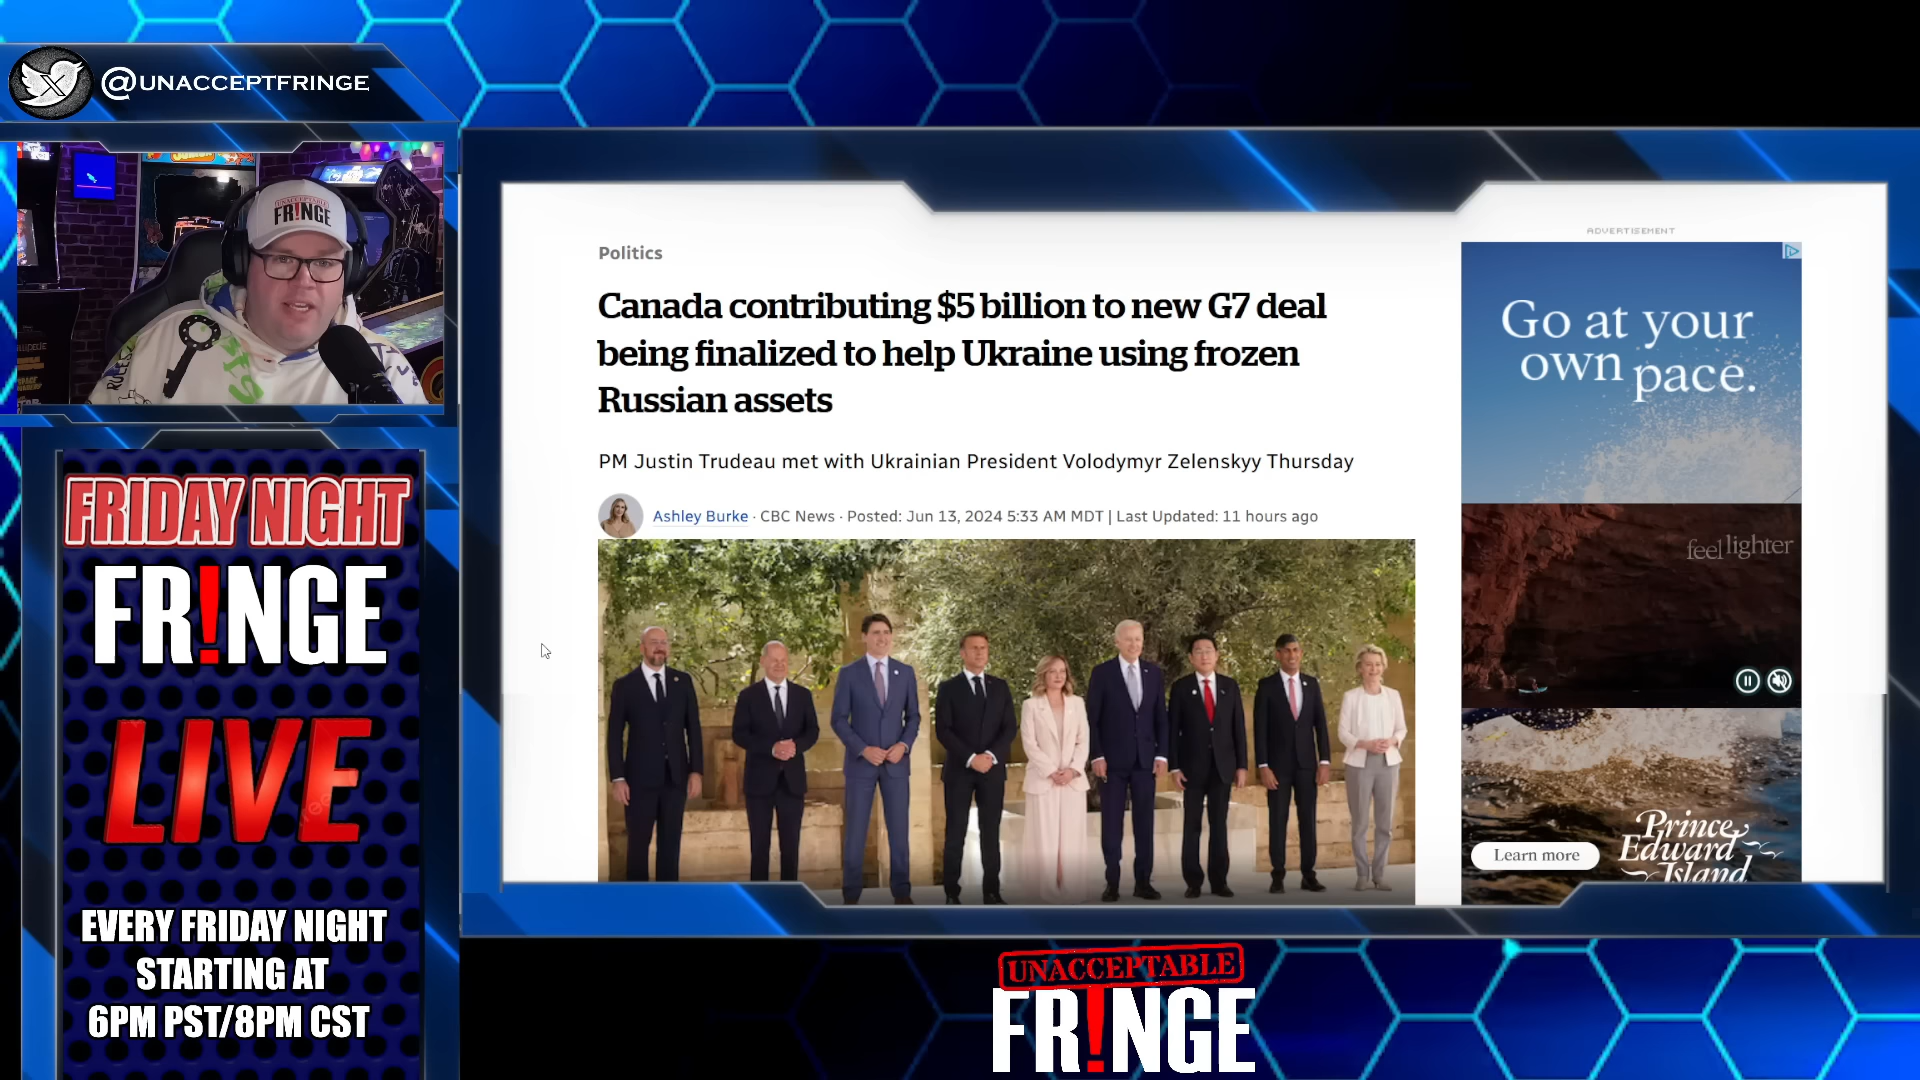 @UNACCEPTFRINGE
UNACCEPTABLE
FR!NGE
FRIDAY NIGHT
FR!NGE
LIVE
EVERY FRIDAY NIGHT
STARTING AT
6PM PST/8PM CST
Politics
Canada contributing $5 billion to new G7 deal
being finalized to help Ukraine using frozen
Russian assets
PM Justin Trudeau met with Ukrainian President Volodymyr Zelenskyy Thursday
Ashley Burke · CBC News · Posted: Jun 13, 2024 5:33 AM MDT | Last Updated: 11 hours ago
ADVERTISEMENT
Go at your
own pace.
feel lighter
Learn more
Prince
Edward
Island
UNACCEPTABLE
FR!NGE